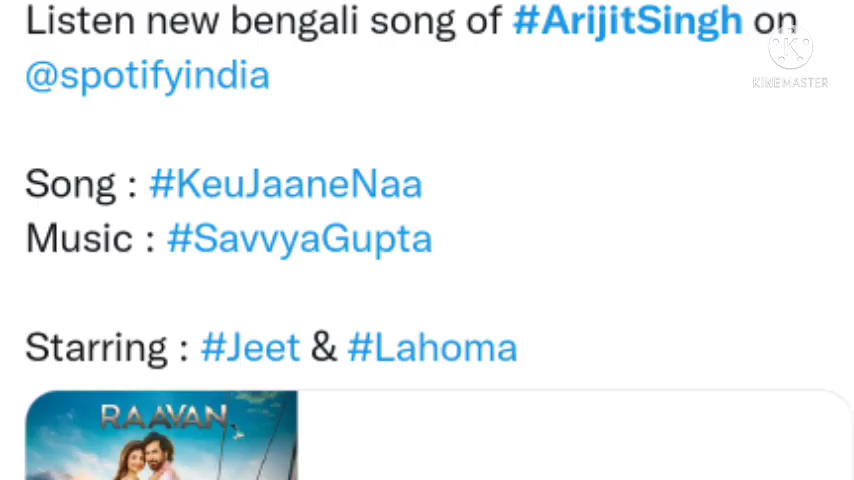 Listen new bengali song of #ArijitSingh on
@spotifyindia
K
KINEMASTER
Song : #KeuJaaneNaa
Music : #SavvyaGupta
Starring : #Jeet & #Lahoma
RAAVAN